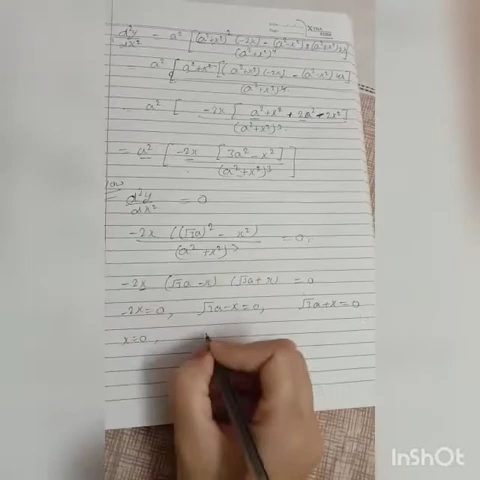 d²y/dx² = a² [ (a²+x²)² (-2x) - (a²-x²) 2(a²+x²) 2x / (a²+x²)⁴ ]
= a² [ a²+x² [ (a²+x²)(-2x) - (a²-x²) 4x ] / (a²+x²)⁴ ]
= a² [ -2x [ a²+x² + 2a² - 2x² ] / (a²+x²)³ ]
= a² [ -2x [ 3a² - x² ] / (a²+x²)³ ]
d²y/dx² = 0
-2x ((√3a)² - x²) / (a²+x²)³ = 0,
-2x (√3a - x) (√3a + x) = 0
-2x = 0, √3a - x = 0, √3a + x = 0
x = 0,
InShOt